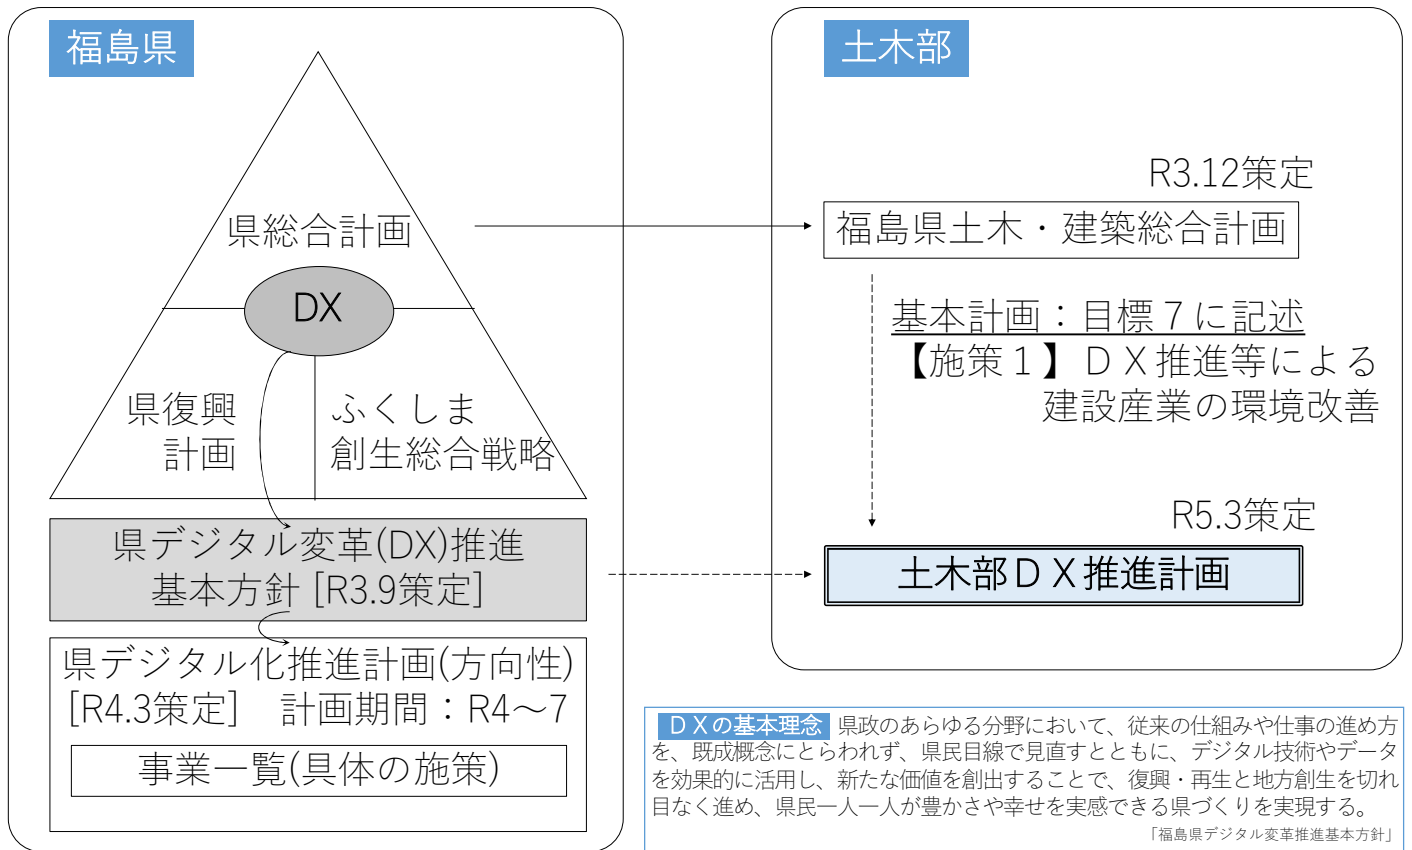 福島県
県総合計画
DX
県復興
計画
ふくしま
創生総合戦略
県デジタル変革(DX)推進
基本方針 [R3.9策定]
県デジタル化推進計画(方向性)
[R4.3策定]　計画期間：R4～7
事業一覧(具体の施策)
土木部
R3.12策定
福島県土木・建築総合計画
基本計画：目標７に記述
【施策１】ＤＸ推進等による
建設産業の環境改善
R5.3策定
土木部ＤＸ推進計画
ＤＸの基本理念　県政のあらゆる分野において、従来の仕組みや仕事の進め方
を、既成概念にとらわれず、県民目線で見直すとともに、デジタル技術やデータ
を効果的に活用し、新たな価値を創出することで、復興・再生と地方創生を切れ
目なく進め、県民一人一人が豊かさや幸せを実感できる県づくりを実現する。
「福島県デジタル変革推進基本方針」